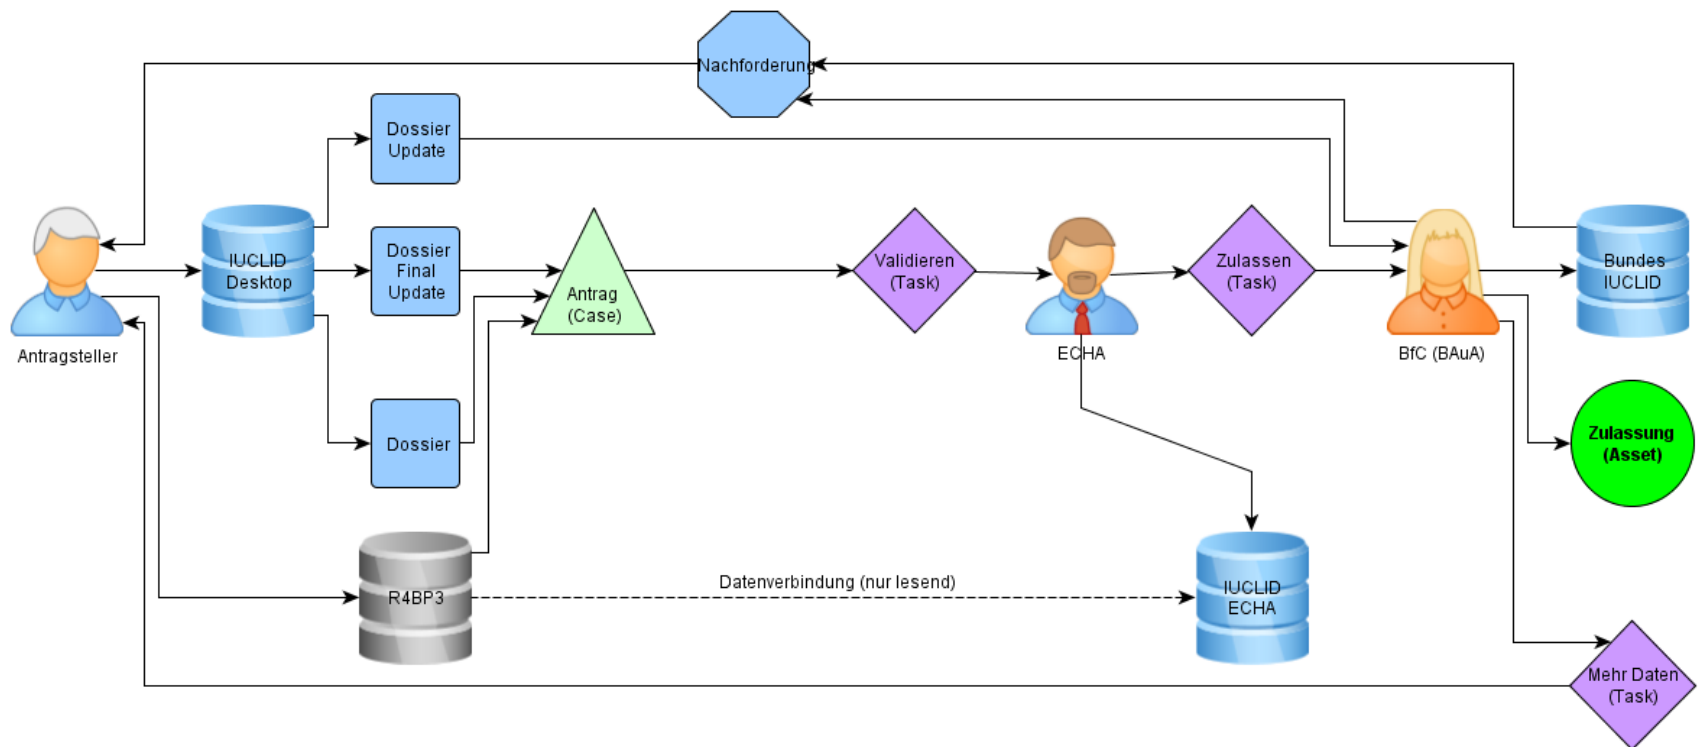 Nachforderung
Dossier
Update
IUCLID
Desktop
Dossier
Final
Update
Antrag
(Case)
Validieren
(Task)
Zulassen
(Task)
Bundes
IUCLID
Antragsteller
ECHA
BfC (BAuA)
Dossier
Zulassung
(Asset)
R4BP3
Datenverbindung (nur lesend)
IUCLID
ECHA
Mehr Daten
(Task)